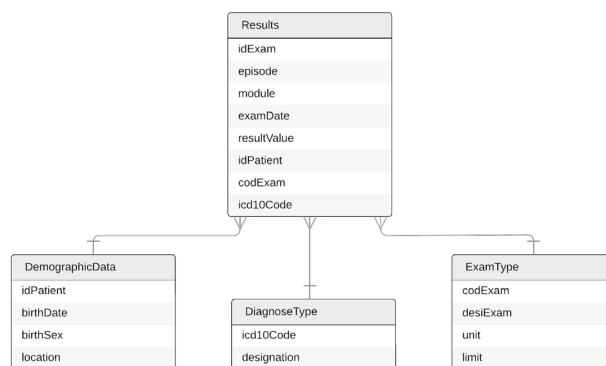 Results
idExam
episode
module
examDate
resultValue
idPatient
codExam
icd10Code
DemographicData
idPatient
birthDate
birthSex
location
DiagnoseType
icd10Code
designation
ExamType
codExam
desiExam
unit
limit